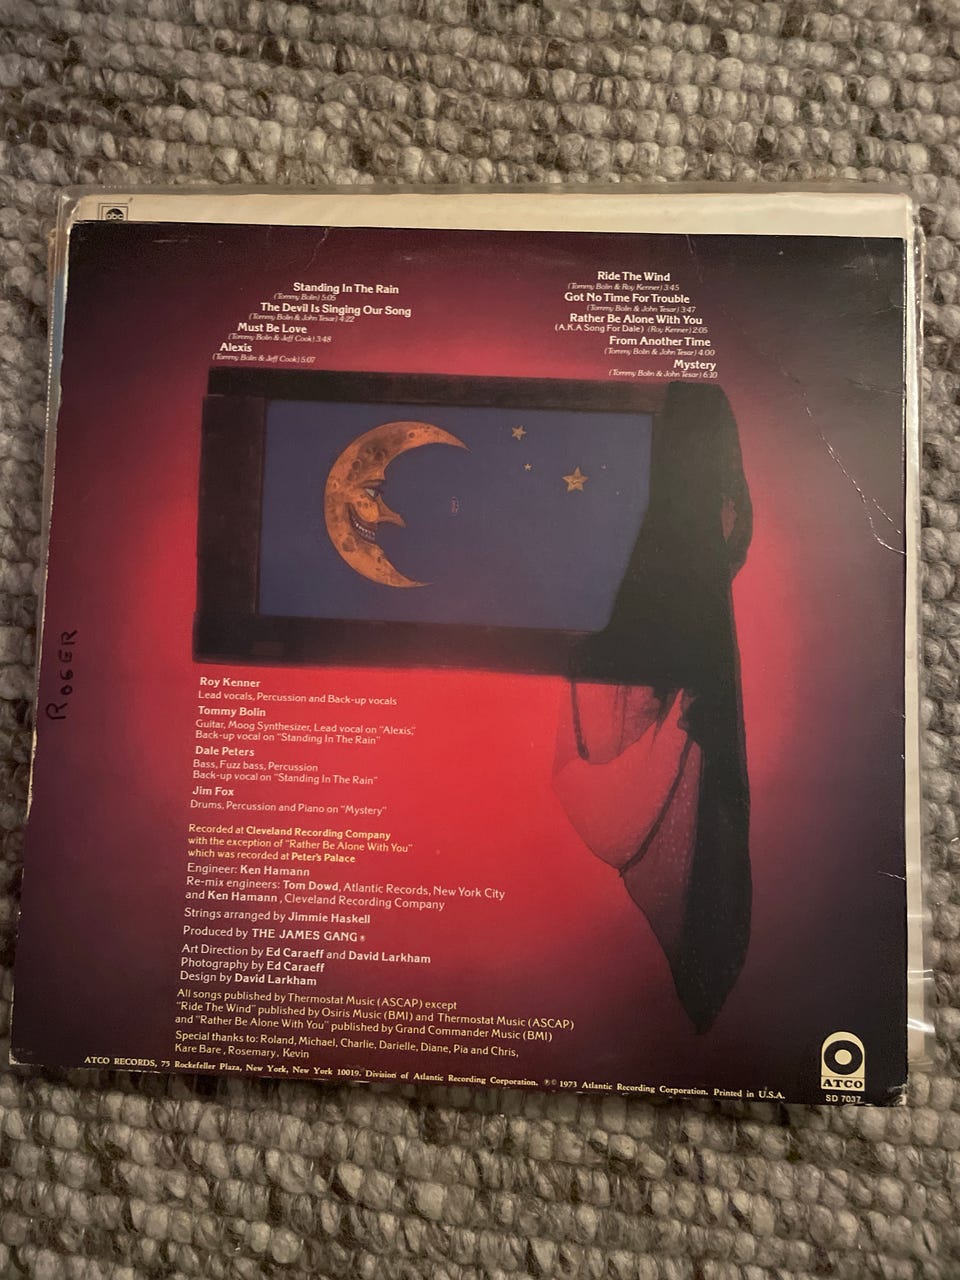 abc
Standing In The Rain
(Tommy Bolin) 5:05
The Devil Is Singing Our Song
(Tommy Bolin & John Tesar) 4:22
Must Be Love
(Tommy Bolin & Jeff Cook) 3:48
Alexis
(Tommy Bolin & Jeff Cook) 5:07
Ride The Wind
(Tommy Bolin & Roy Kenner) 3:45
Got No Time For Trouble
(Tommy Bolin & John Tesar) 3:47
Rather Be Alone With You
(A.K.A Song For Dale) (Roy Kenner) 2:05
From Another Time
(Tommy Bolin & John Tesar) 4:00
Mystery
(Tommy Bolin & John Tesar) 6:10
ROGER
Roy Kenner
Lead vocals, Percussion and Back-up vocals
Tommy Bolin
Guitar, Moog Synthesizer, Lead vocal on "Alexis,"
Back-up vocal on "Standing In The Rain"
Dale Peters
Bass, Fuzz bass, Percussion
Back-up vocal on "Standing In The Rain"
Jim Fox
Drums, Percussion and Piano on "Mystery"
Recorded at Cleveland Recording Company
with the exception of "Rather Be Alone With You"
which was recorded at Peter's Palace
Engineer: Ken Hamann
Re-mix engineers: Tom Dowd, Atlantic Records, New York City
and Ken Hamann, Cleveland Recording Company
Strings arranged by Jimmie Haskell
Produced by THE JAMES GANG®
Art Direction by Ed Caraeff and David Larkham
Photography by Ed Caraeff
Design by David Larkham
All songs published by Thermostat Music (ASCAP) except
"Ride The Wind" published by Osiris Music (BMI) and Thermostat Music (ASCAP)
and "Rather Be Alone With You" published by Grand Commander Music (BMI)
Special thanks to: Roland, Michael, Charlie, Darielle, Diane, Pia and Chris,
Kare Bare, Rosemary, Kevin
ATCO RECORDS, 75 Rockefeller Plaza, New York, New York 10019. Division of Atlantic Recording Corporation. ℗© 1973 Atlantic Recording Corporation. Printed in U.S.A.
ATCO
SD 7037